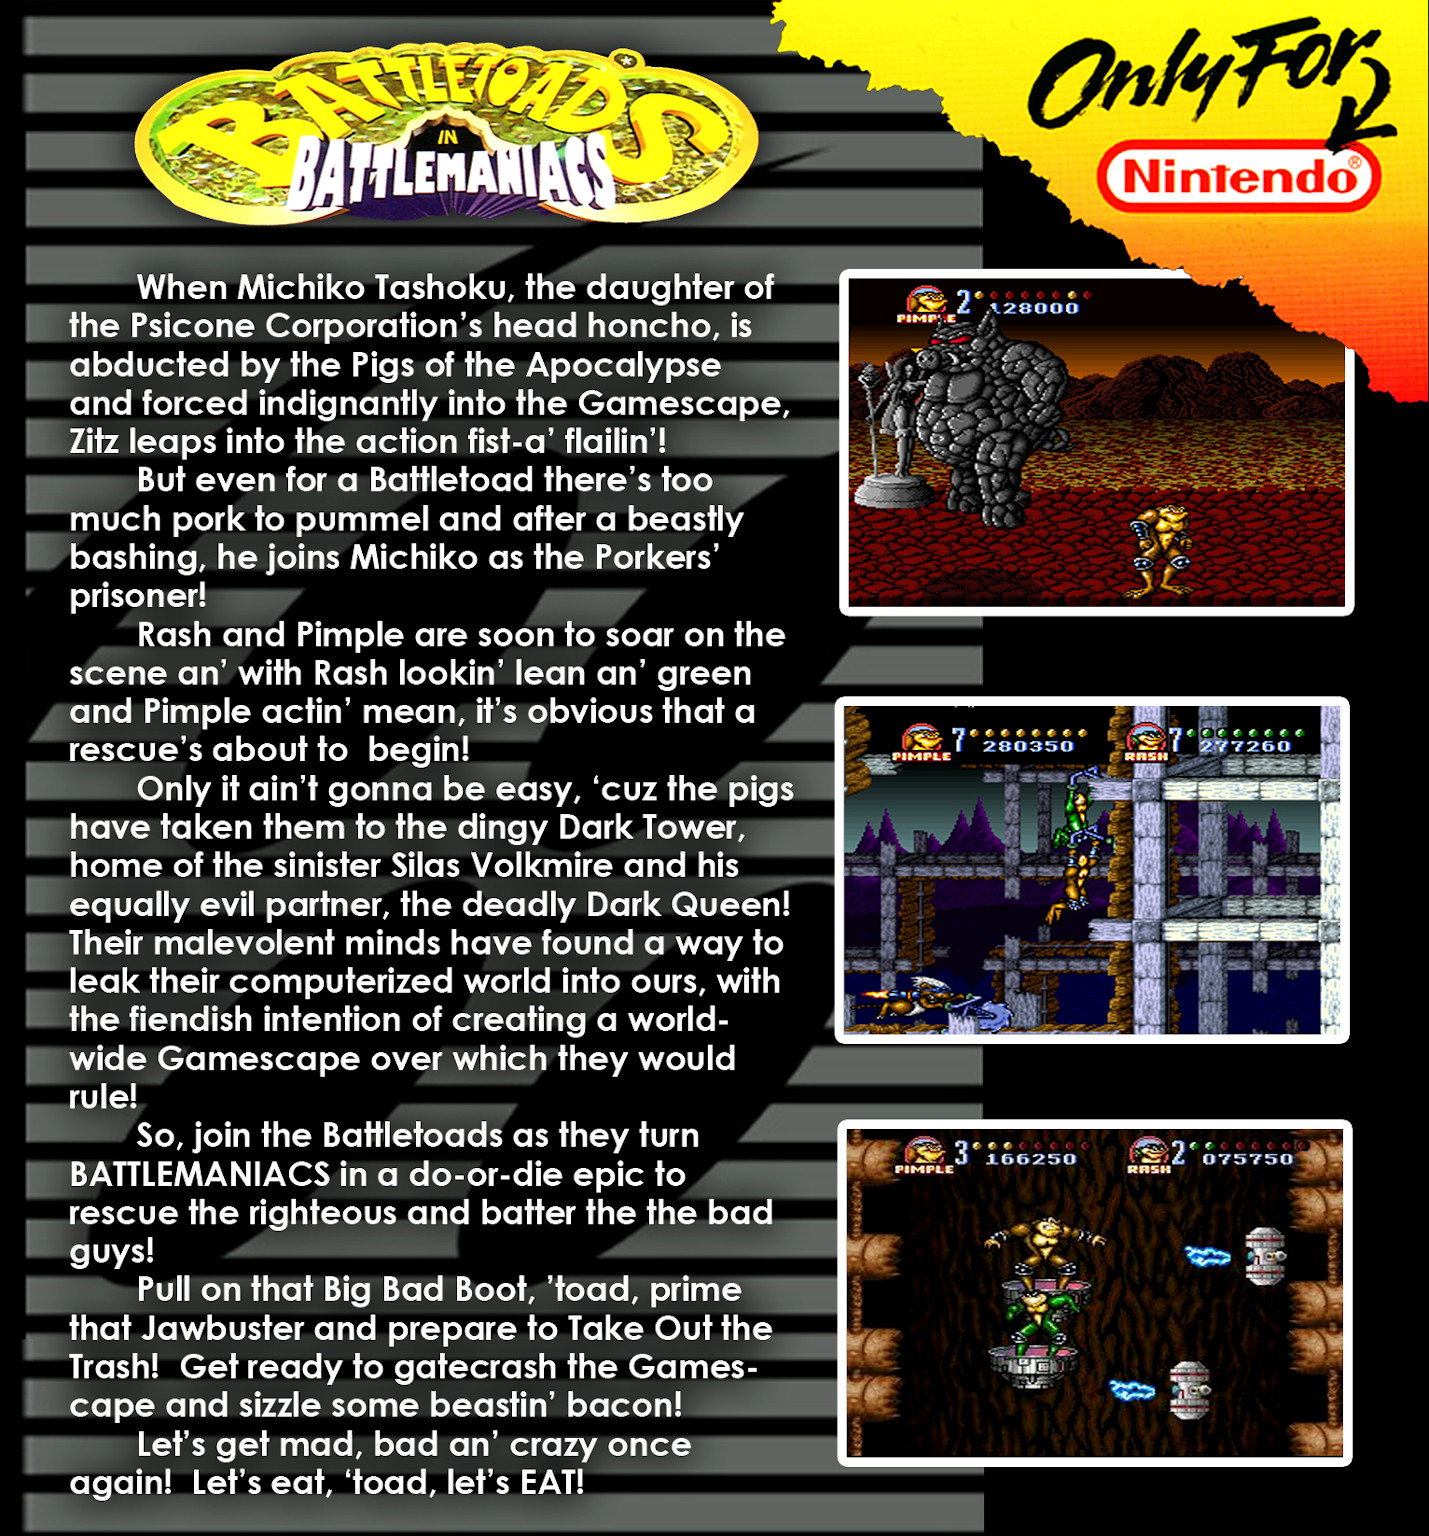 BATTLETOADS
IN
BATTLEMANIACS
Only For
Nintendo®
When Michiko Tashoku, the daughter of
the Psicone Corporation’s head honcho, is
abducted by the Pigs of the Apocalypse
and forced indignantly into the Gamescape,
Zitz leaps into the action fist-a’ flailin’!
But even for a Battletoad there’s too
much pork to pummel and after a beastly
bashing, he joins Michiko as the Porkers’
prisoner!
Rash and Pimple are soon to soar on the
scene an’ with Rash lookin’ lean an’ green
and Pimple actin’ mean, it’s obvious that a
rescue’s about to  begin!
Only it ain’t gonna be easy, ‘cuz the pigs
have taken them to the dingy Dark Tower,
home of the sinister Silas Volkmire and his
equally evil partner, the deadly Dark Queen!
Their malevolent minds have found a way to
leak their computerized world into ours, with
the fiendish intention of creating a world-
wide Gamescape over which they would
rule!
So, join the Battletoads as they turn
BATTLEMANIACS in a do-or-die epic to
rescue the righteous and batter the the bad
guys!
Pull on that Big Bad Boot, ’toad, prime
that Jawbuster and prepare to Take Out the
Trash!  Get ready to gatecrash the Games-
cape and sizzle some beastin’ bacon!
Let’s get mad, bad an’ crazy once
again!  Let’s eat, ‘toad, let’s EAT!
PIMPLE 2 128000
PIMPLE 7 280350 RASH 7 277260
PIMPLE 3 166250 RASH 2 075750